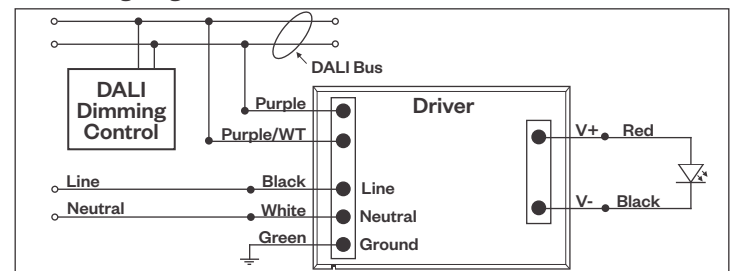 DALI Bus
DALI
Dimming
Control
Purple
Driver
Purple/WT
V+ Red
Line Black Line
Neutral White Neutral
V- Black
Green Ground